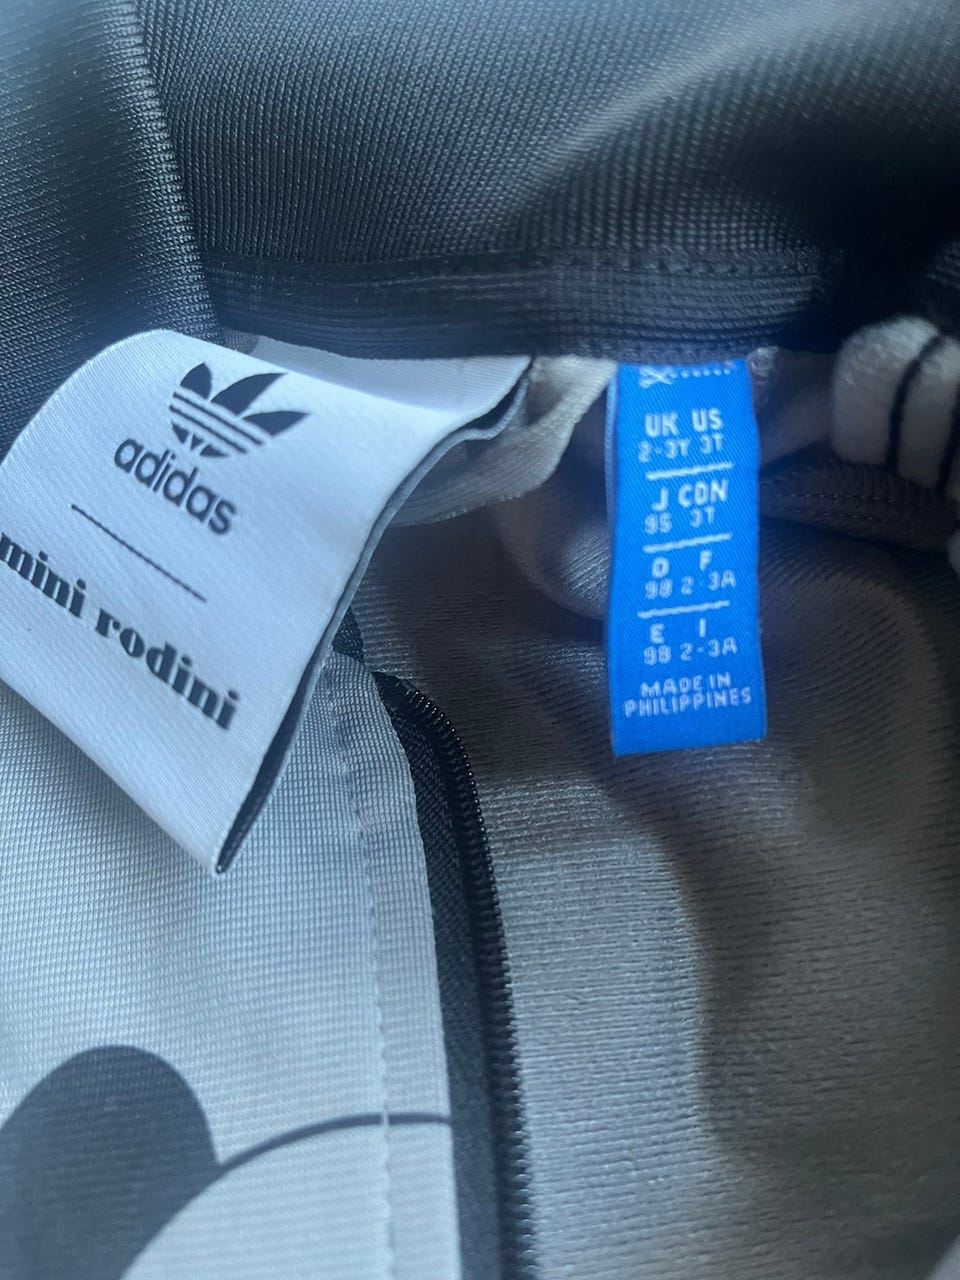 adidas
mini rodini
UK US
2-3Y 3T
J CDN
95 3T
D F
98 2-3A
E I
98 2-3A
MADE IN
PHILIPPINES